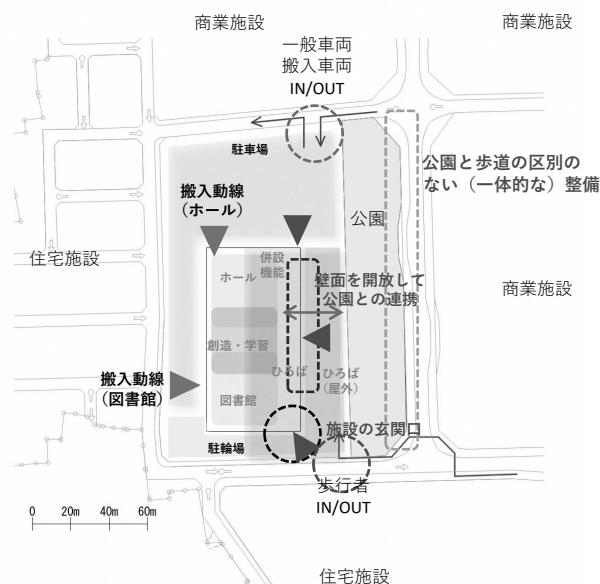 商業施設
商業施設
一般車両
搬入車両
IN/OUT
駐車場
公園と歩道の区別の
ない（一体的な）整備
搬入動線
（ホール）
公園
住宅施設
併設
機能
ホール
壁面を開放して
公園との連携
商業施設
創造・学習
搬入動線
（図書館）
ひろば
ひろば
（屋外）
図書館
施設の玄関口
駐輪場
歩行者
IN/OUT
0 20m 40m 60m
住宅施設